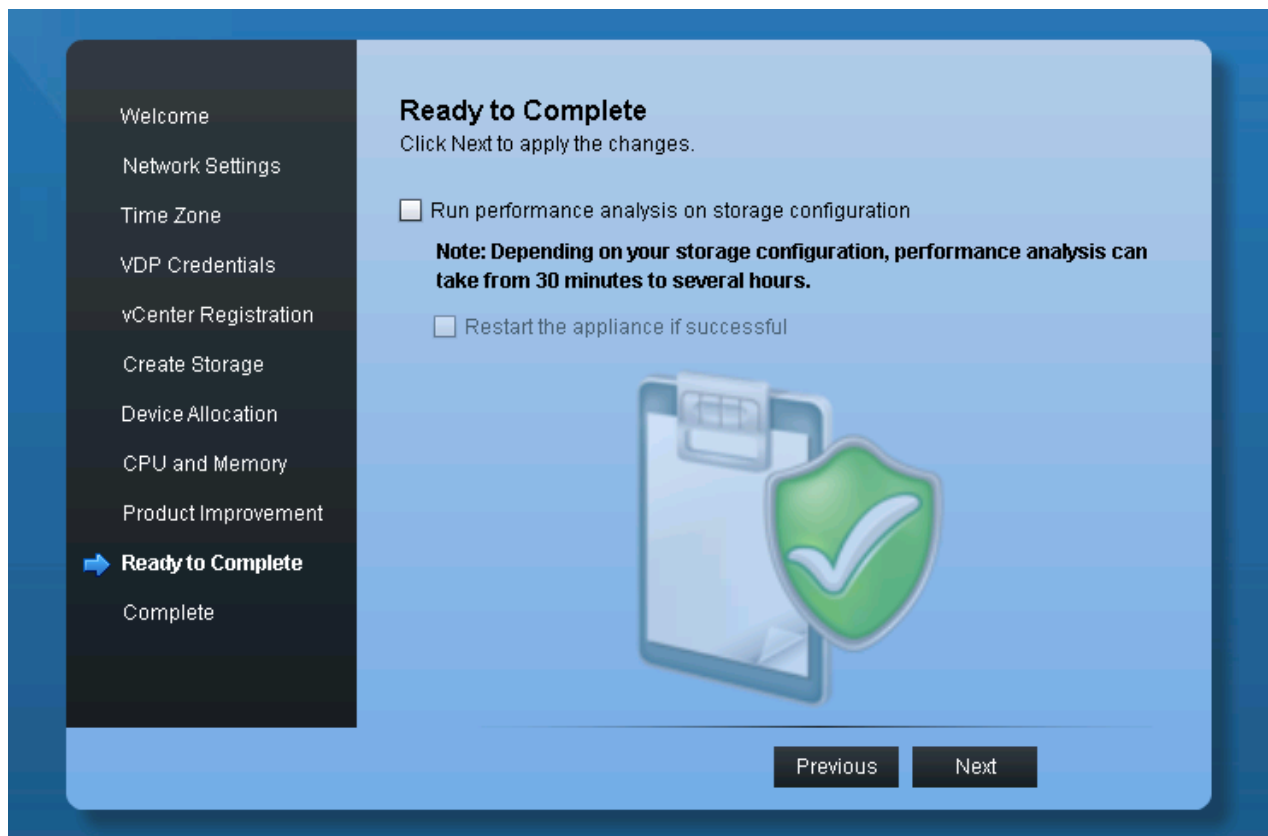 Welcome
Network Settings
Time Zone
VDP Credentials
vCenter Registration
Create Storage
Device Allocation
CPU and Memory
Product Improvement
Ready to Complete
Complete
Ready to Complete
Click Next to apply the changes.
Run performance analysis on storage configuration
Note: Depending on your storage configuration, performance analysis can
take from 30 minutes to several hours.
Restart the appliance if successful
Previous
Next